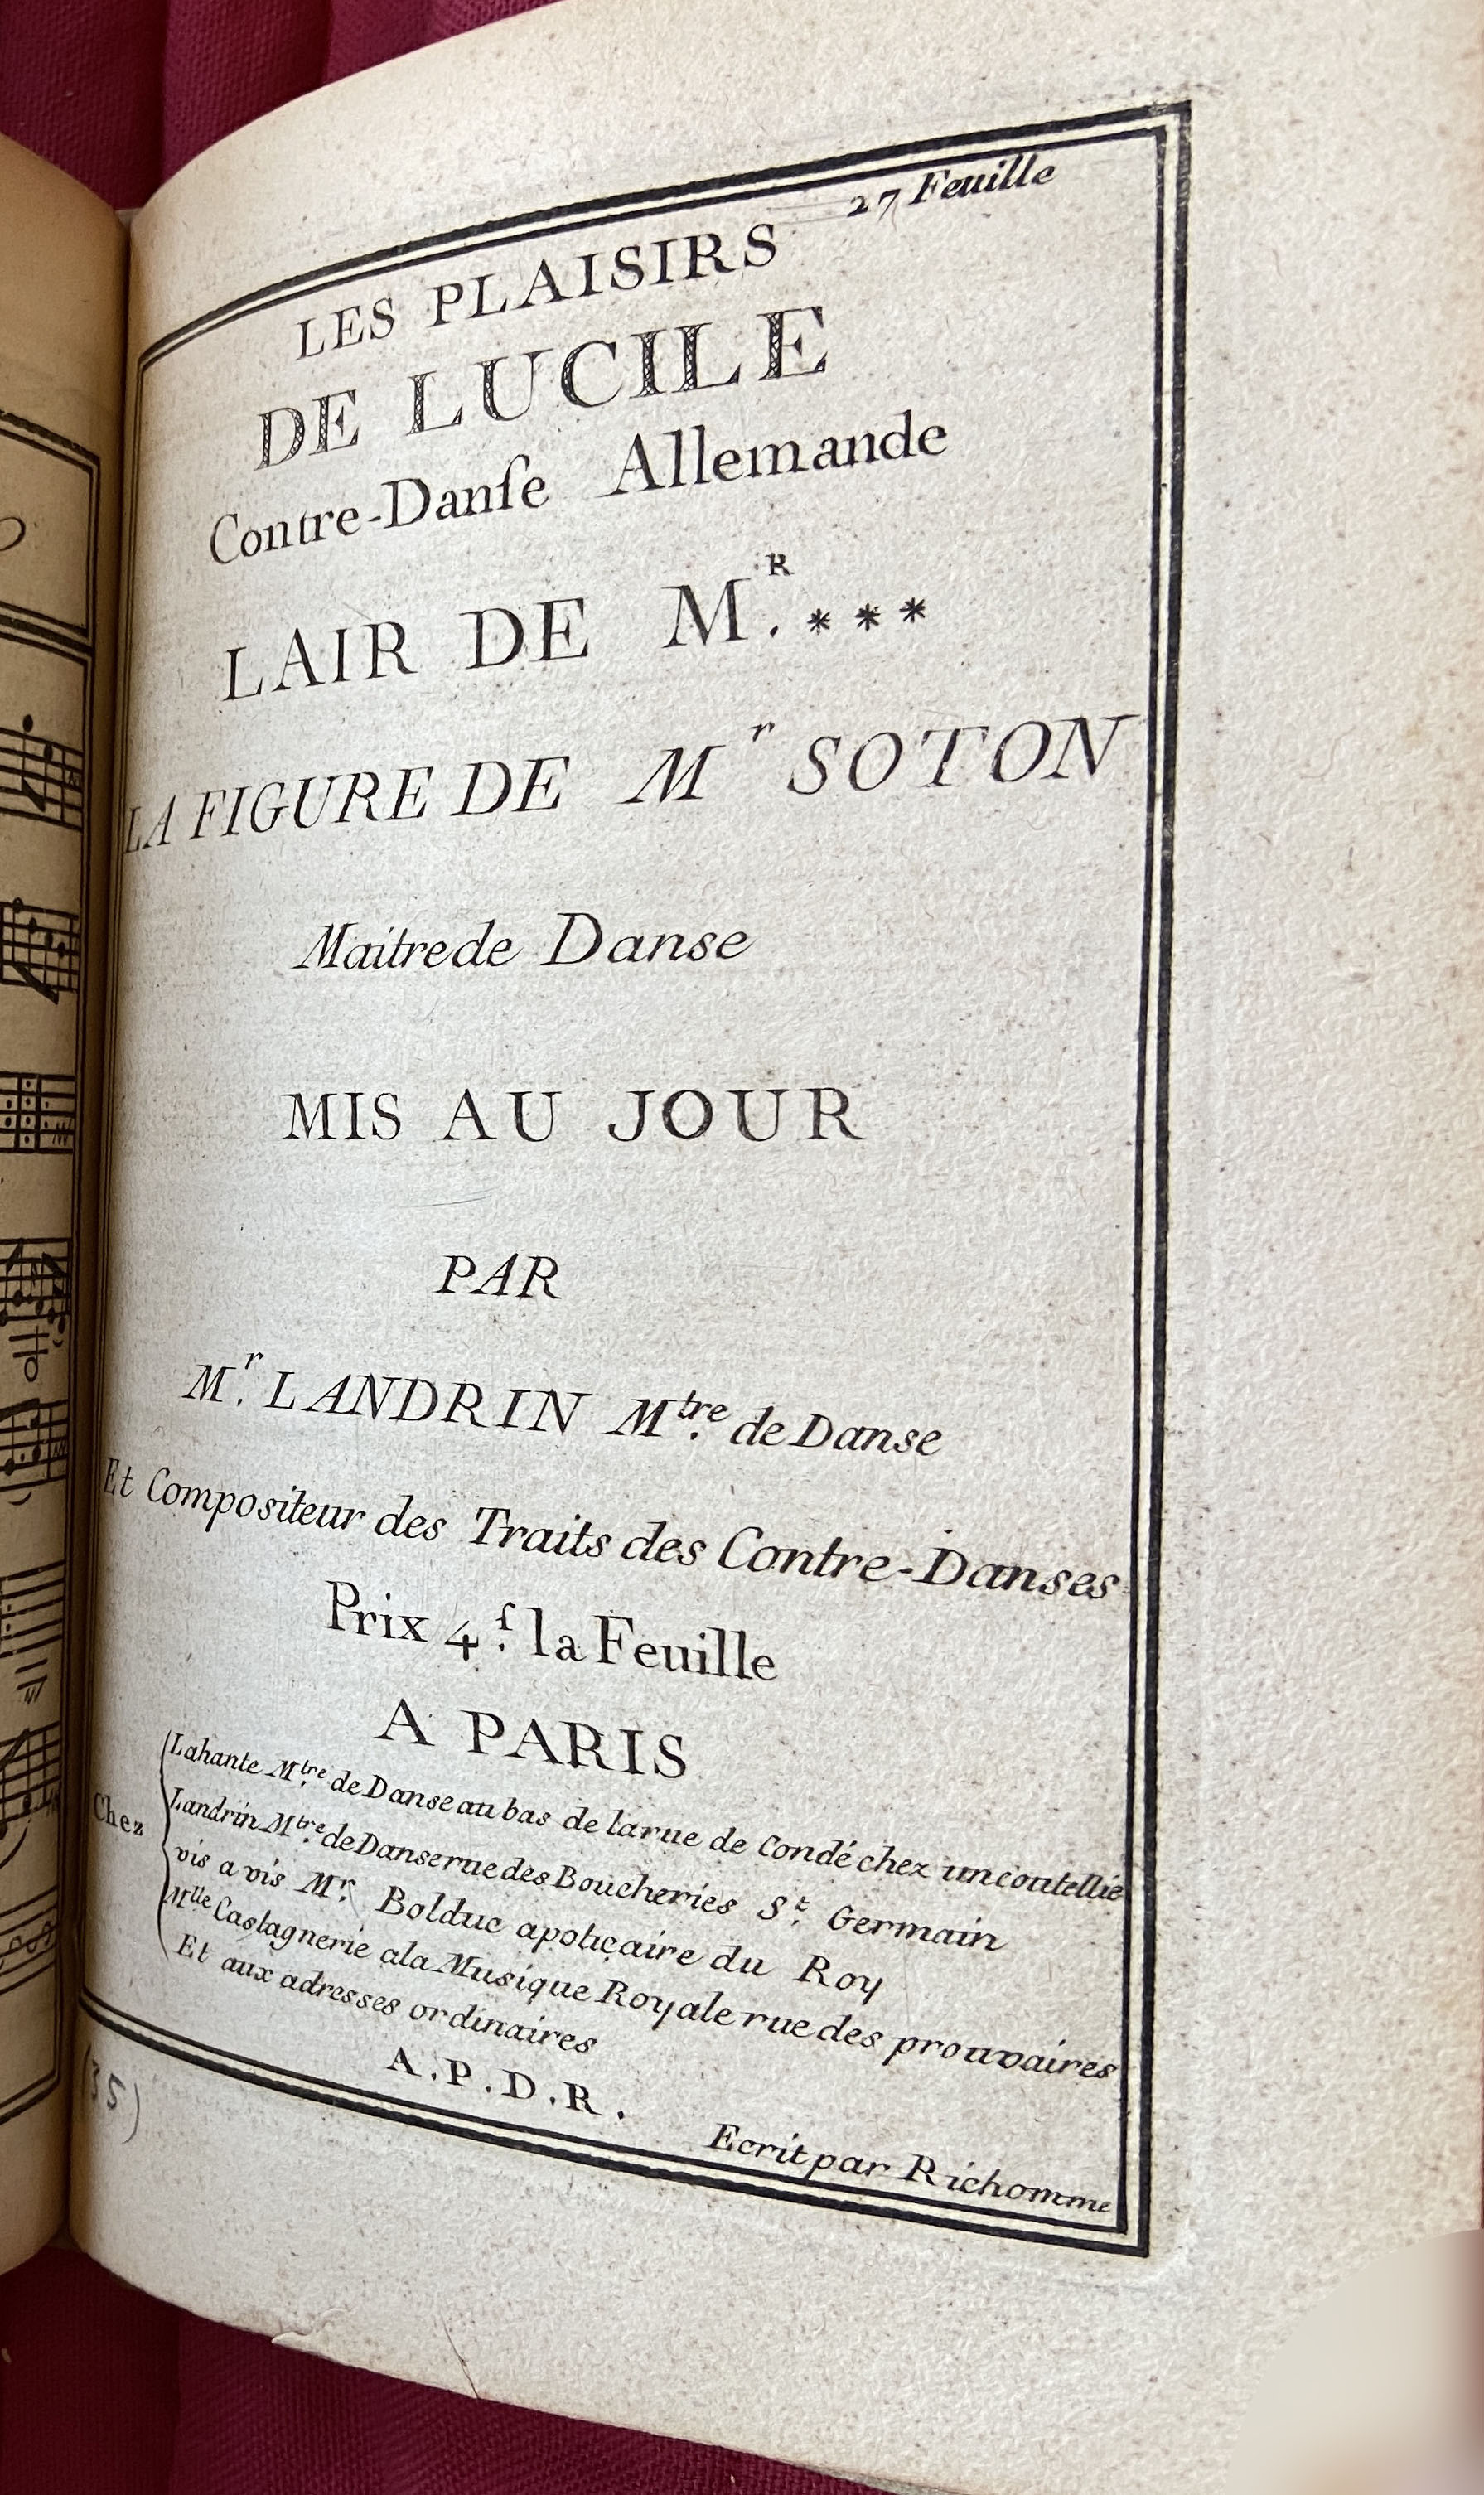 27 Feuille
LES PLAISIRS
DE LUCILE
Contre-Danſe Allemande
LAIR DE M.R ***
LA FIGURE DE Mr SOTON
Maitre de Danse
MIS AU JOUR
PAR
Mr. LANDRIN Mtre. de Danse
Et Compositeur des Traits des Contre-Danses
Prix 4 ſ. la Feuille
A PARIS
Chez
Lahante Mtre. de Danse au bas de la rue de Condé chez un coutellie
Landrin Mtre. de Danse rue des Boucheries St. Germain
vis a vis Mr. Bolduc apoticaire du Roy
Mlle Castagnerie a la Musique Royale rue des prouvaires
Et aux adresses ordinaires
A.P.D.R.
Ecrit par Richomme
(35)